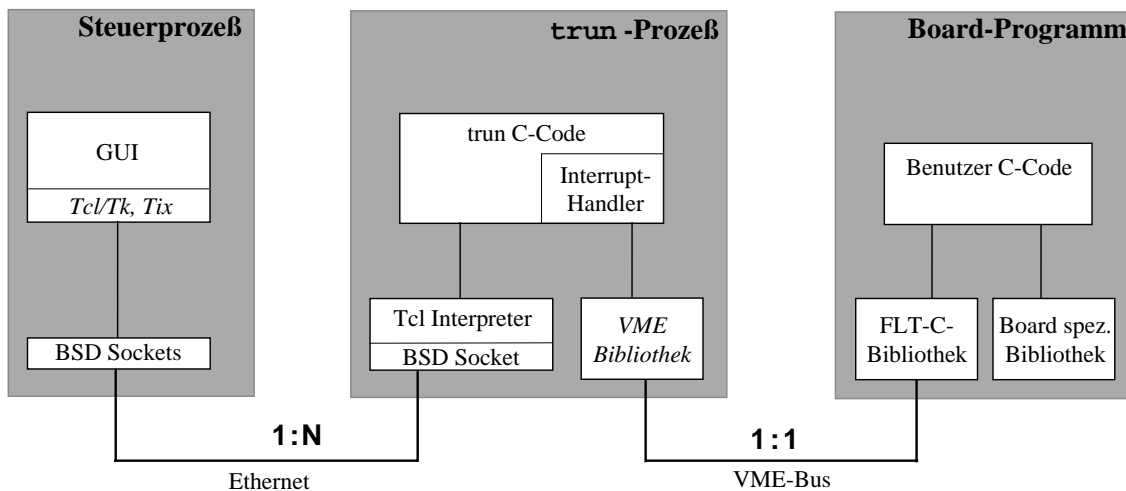 Steuerprozeß
GUI
Tcl/Tk, Tix
BSD Sockets
trun -Prozeß
trun C-Code
Interrupt-
Handler
Tcl Interpreter
BSD Socket
VME
Bibliothek
Board-Programm
Benutzer C-Code
FLT-C-
Bibliothek
Board spez.
Bibliothek
1:N
Ethernet
1:1
VME-Bus